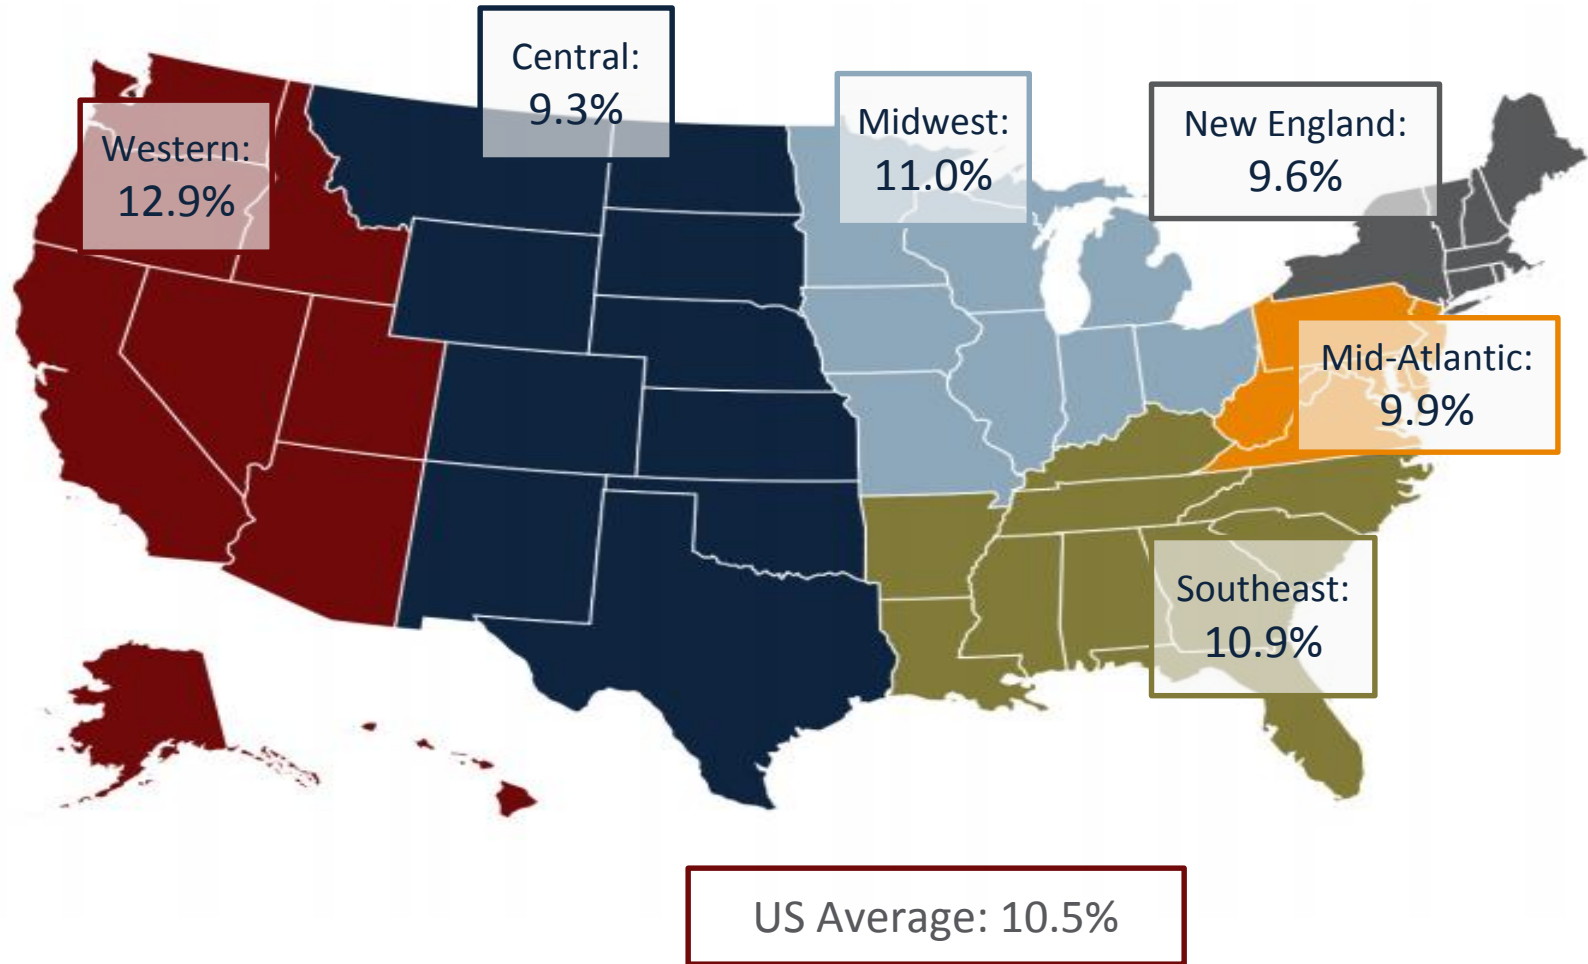 Central:
9.3%
Western:
12.9%
Midwest:
11.0%
New England:
9.6%
Mid-Atlantic:
9.9%
Southeast:
10.9%
US Average: 10.5%